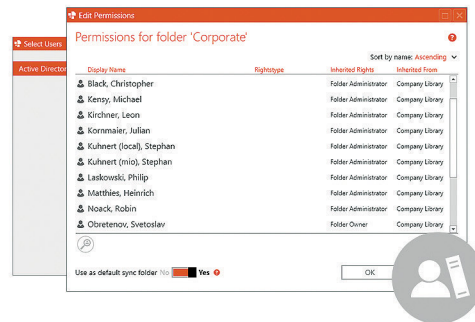 Edit Permissions
Permissions for folder 'Corporate'
Select Users
Sort by name: Ascending
Active Director
Display Name Rightstype Inherited Rights Inherited From
Black, Christopher Folder Administrator Company Library
Kensy, Michael Folder Administrator Company Library
Kirchner, Leon Folder Administrator Company Library
Kornmaier, Julian Folder Administrator Company Library
Kuhnert (local), Stephan Folder Administrator Company Library
Kuhnert (mio), Stephan Folder Administrator Company Library
Laskowski, Philip Folder Administrator Company Library
Matthies, Heinrich Folder Administrator Company Library
Noack, Robin Folder Administrator Company Library
Obretenov, Svetoslav Folder Owner Company Library
Use as default sync folder No Yes
OK